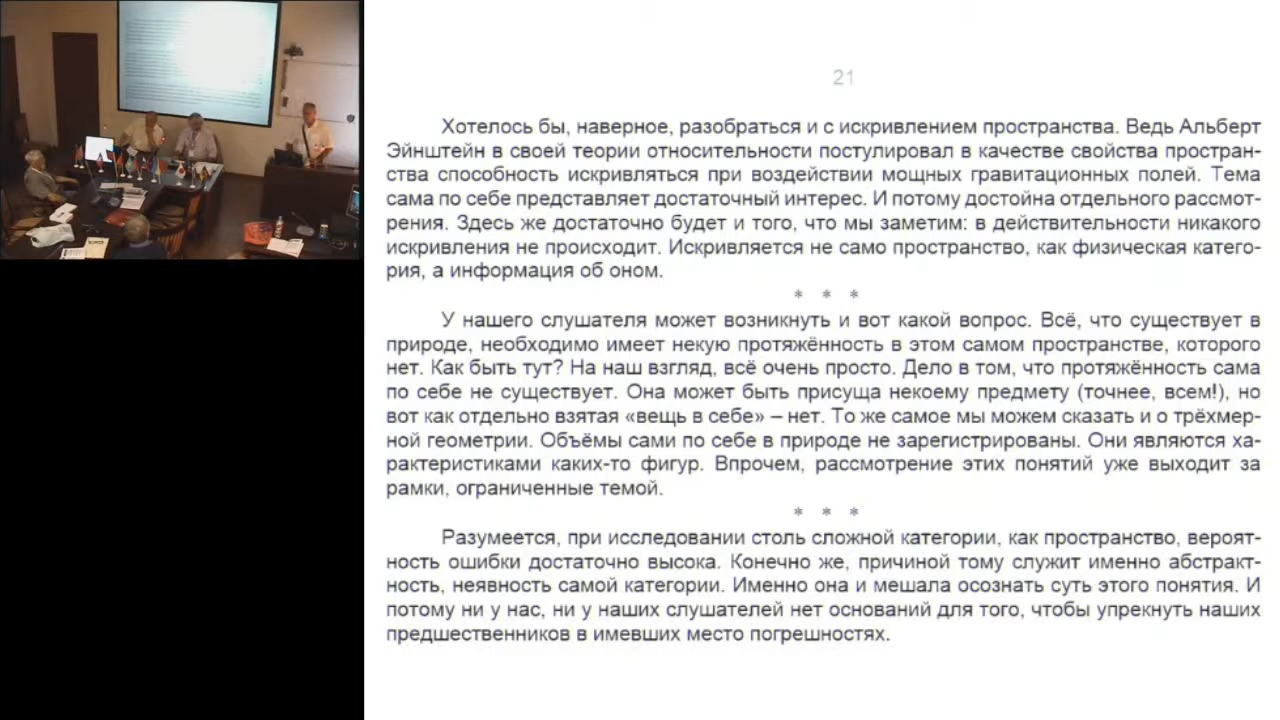 21
Хотелось бы, наверное, разобраться и с искривлением пространства. Ведь Альберт
Эйнштейн в своей теории относительности постулировал в качестве свойства простран-
ства способность искривляться при воздействии мощных гравитационных полей. Тема
сама по себе представляет достаточный интерес. И потому достойна отдельного рассмот-
рения. Здесь же достаточно будет и того, что мы заметим: в действительности никакого
искривления не происходит. Искривляется не само пространство, как физическая катего-
рия, а информация об оном.
* * *
У нашего слушателя может возникнуть и вот какой вопрос. Всё, что существует в
природе, необходимо имеет некую протяжённость в этом самом пространстве, которого
нет. Как быть тут? На наш взгляд, всё очень просто. Дело в том, что протяжённость сама
по себе не существует. Она может быть присуща некоему предмету (точнее, всем!), но
вот как отдельно взятая «вещь в себе» – нет. То же самое мы можем сказать и о трёхмер-
ной геометрии. Объёмы сами по себе в природе не зарегистрированы. Они являются ха-
рактеристиками каких-то фигур. Впрочем, рассмотрение этих понятий уже выходит за
рамки, ограниченные темой.
* * *
Разумеется, при исследовании столь сложной категории, как пространство, вероят-
ность ошибки достаточно высока. Конечно же, причиной тому служит именно абстракт-
ность, неявность самой категории. Именно она и мешала осознать суть этого понятия. И
потому ни у нас, ни у наших слушателей нет оснований для того, чтобы упрекнуть наших
предшественников в имевших место погрешностях.